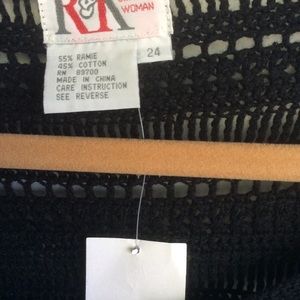 R&K
WOMAN
24
55% RAMIE
45% COTTON
RN 89700
MADE IN CHINA
CARE INSTRUCTION
SEE REVERSE